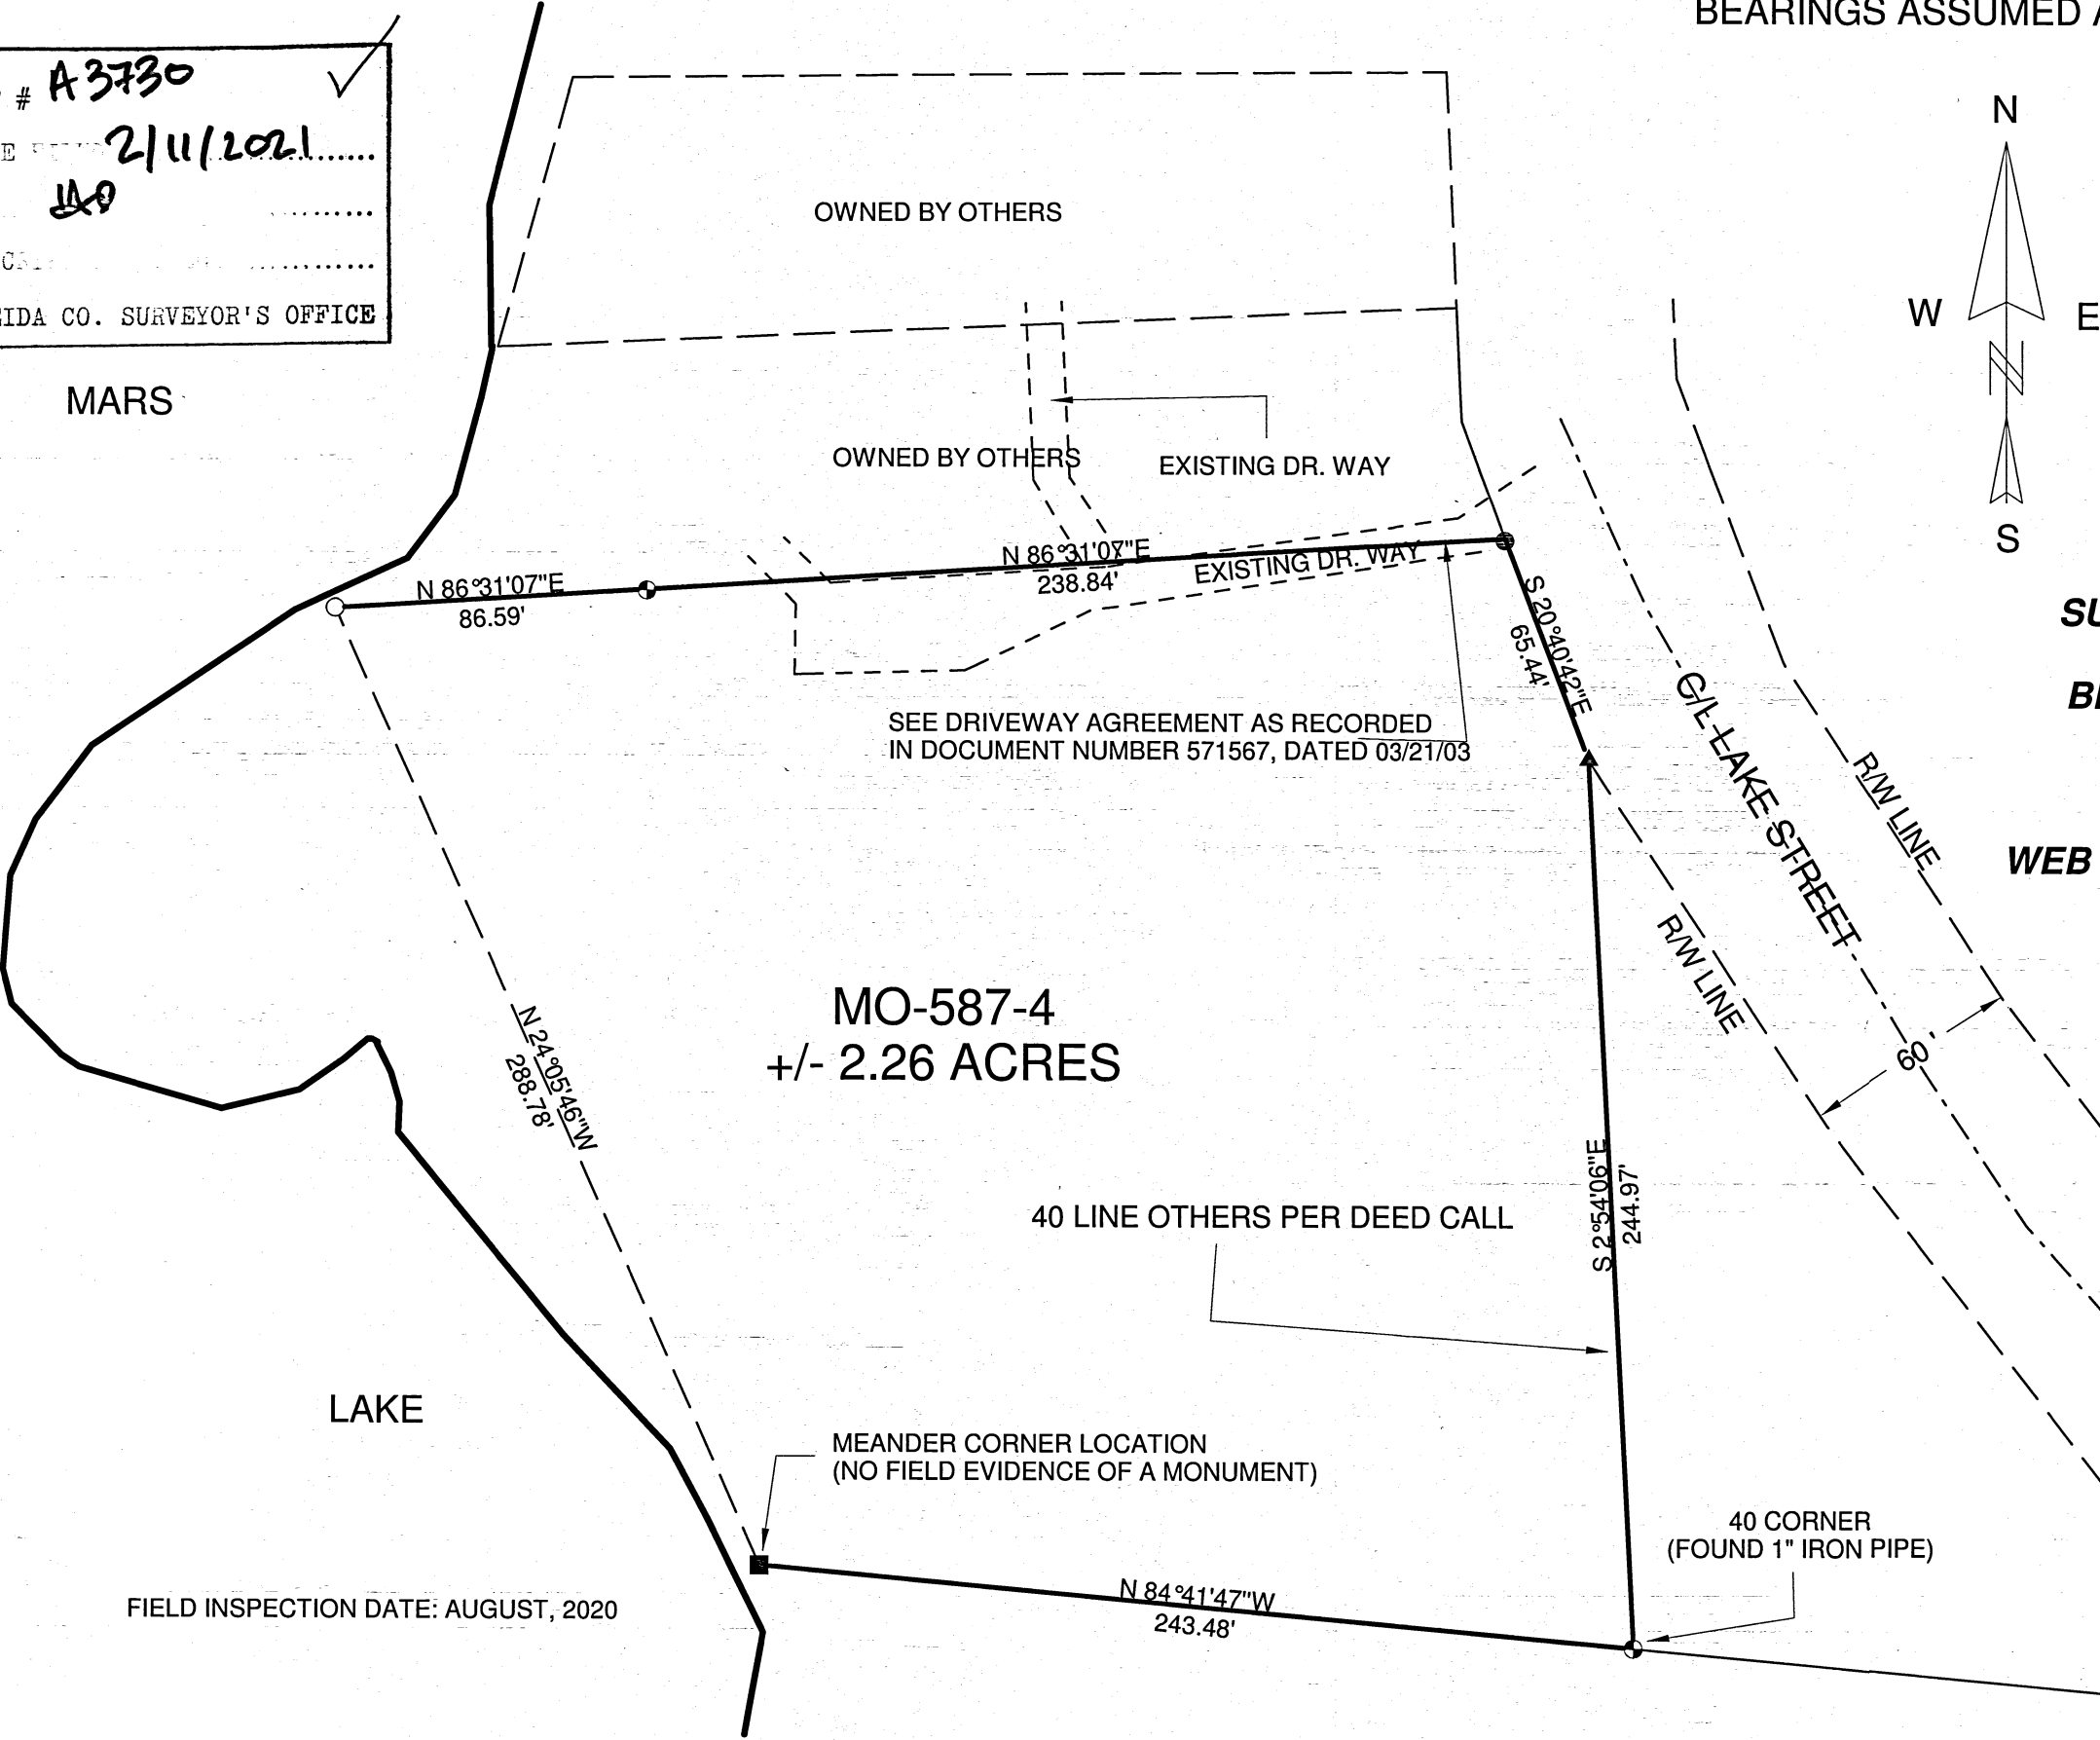 BEARINGS ASSUMED
# A3730
2/11/2021
CO. SURVEYOR'S OFFICE
N
W
E
S
MARS
OWNED BY OTHERS
OWNED BY OTHERS
EXISTING DR. WAY
N 86°31'07"E
86.59'
N 86°31'07"E
238.84'
EXISTING DR. WAY
S 20°40'42"E
65.44'
SEE DRIVEWAY AGREEMENT AS RECORDED
IN DOCUMENT NUMBER 571567, DATED 03/21/03
C/L LAKE STREET
R/W LINE
R/W LINE
60'
WEB
N 24°05'46"W
288.78'
MO-587-4
+/- 2.26 ACRES
S 2°54'06"E
244.97'
40 LINE OTHERS PER DEED CALL
LAKE
MEANDER CORNER LOCATION
(NO FIELD EVIDENCE OF A MONUMENT)
40 CORNER
(FOUND 1" IRON PIPE)
N 84°41'47"W
243.48'
FIELD INSPECTION DATE: AUGUST, 2020